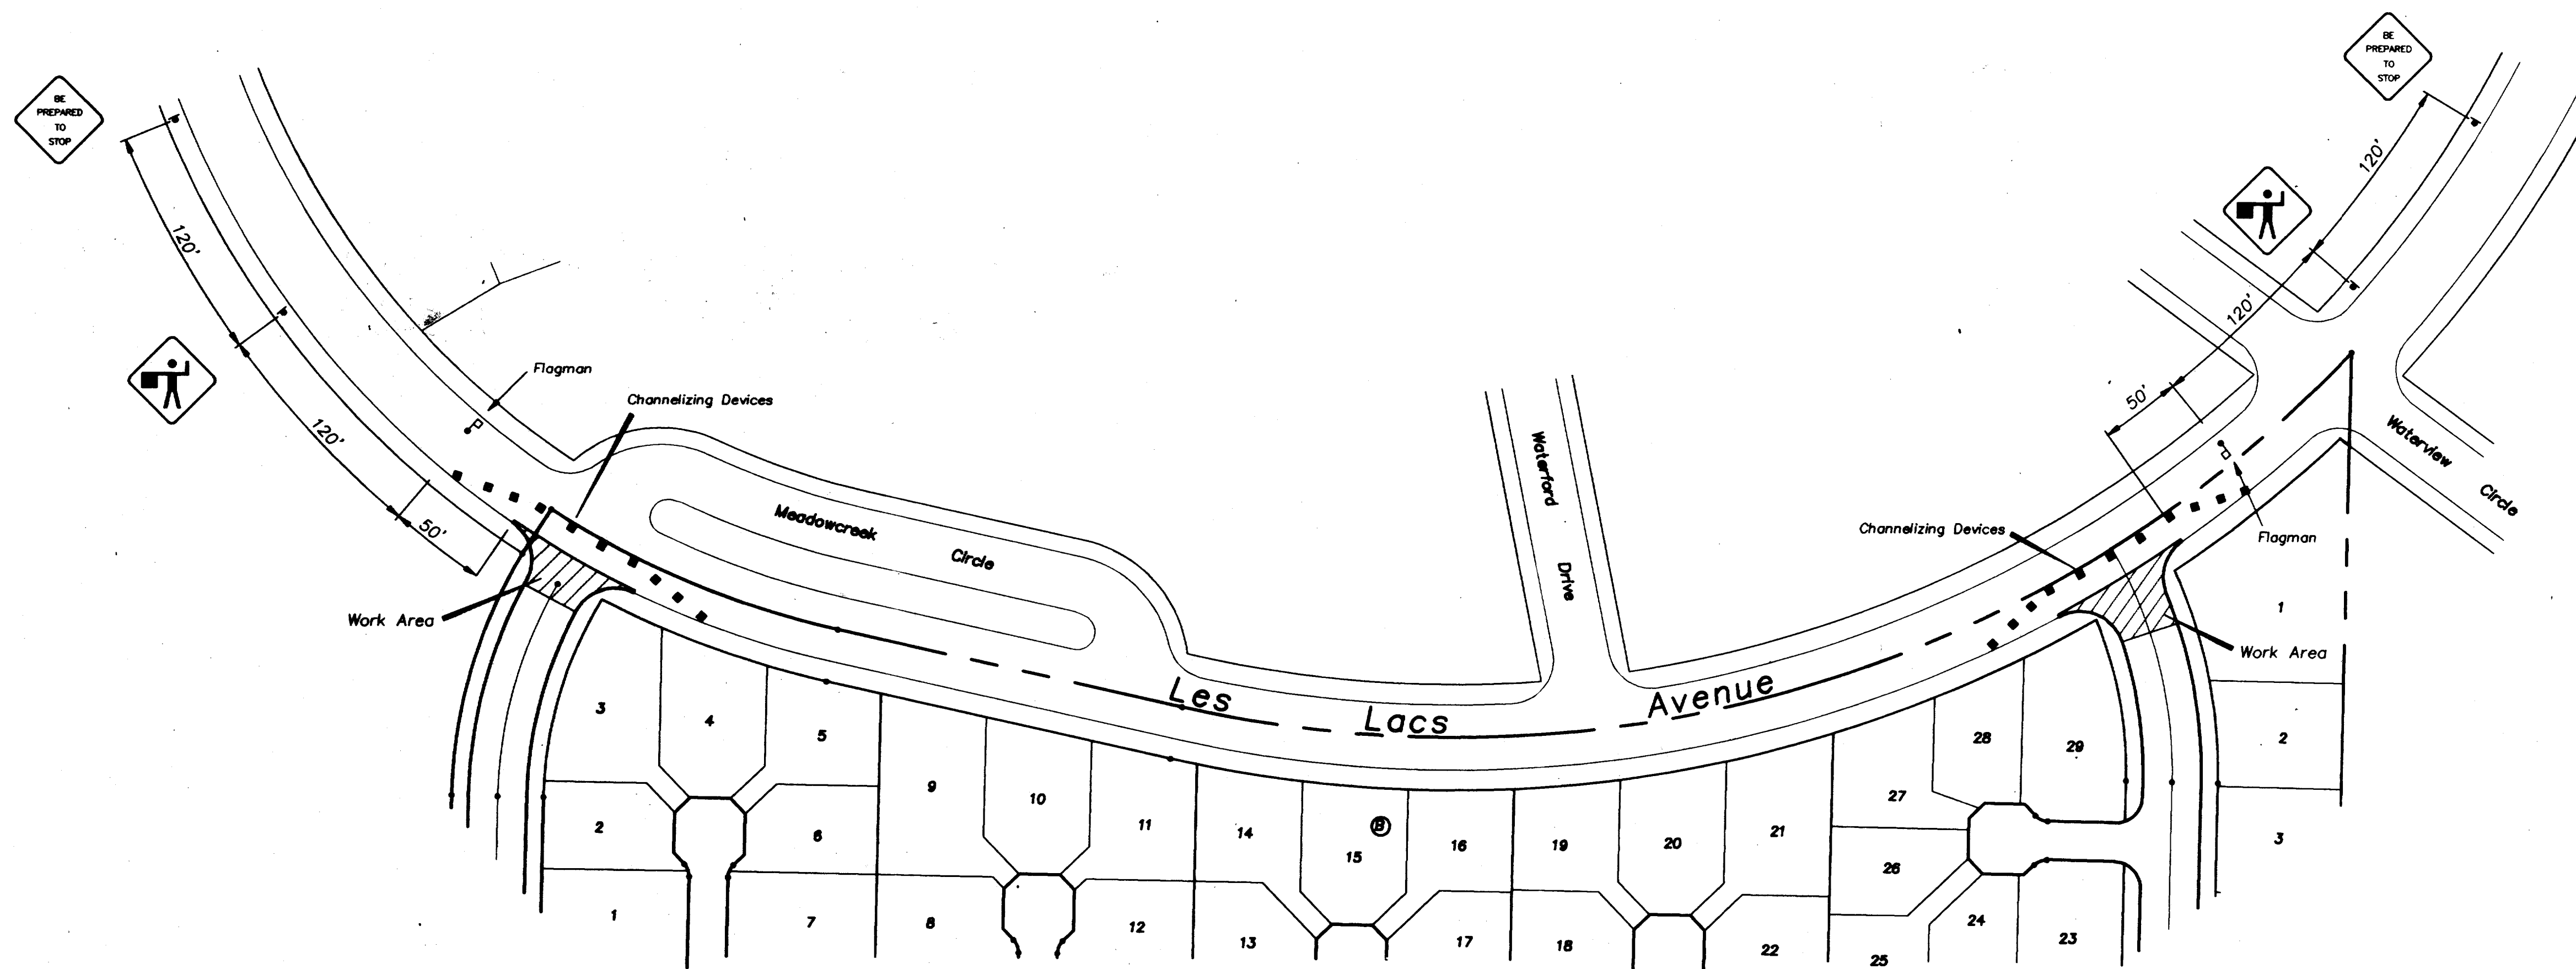 BE
PREPARED
TO
STOP
BE
PREPARED
TO
STOP
120'
120'
50'
120'
120'
50'
Flagman
Channelizing Devices
Work Area
Meadowcreek Circle
Waterford Drive
Waterview Circle
Channelizing Devices
Flagman
Work Area
Les Lacs Avenue
1
2
3
3
4
5
2
6
1
7
9
10
11
8
12
14
15
B
16
13
17
19
20
21
18
22
27
28
29
26
24
25
23